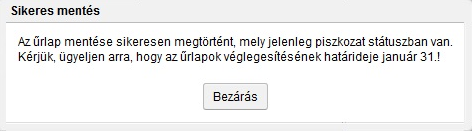 Sikeres mentés
Az űrlap mentése sikeresen megtörtént, mely jelenleg piszkozat státuszban van.
Kérjük, ügyeljen arra, hogy az űrlapok véglegesítésének határideje január 31.!
Bezárás